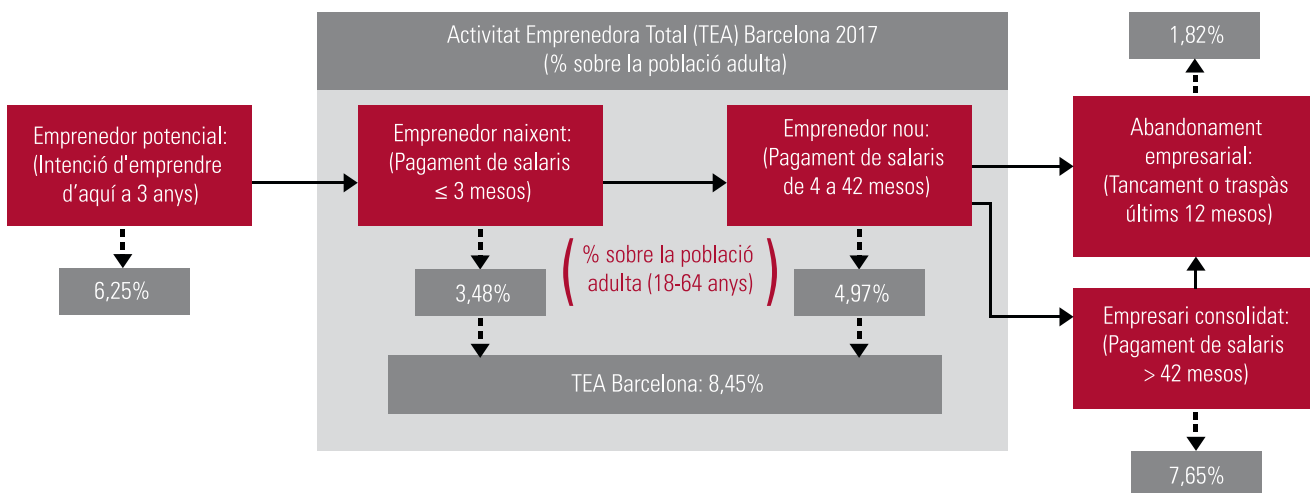 Activitat Emprenedora Total (TEA) Barcelona 2017
(% sobre la població adulta)
Emprenedor potencial:
(Intenció d'emprendre
d’aquí a 3 anys)
6,25%
Emprenedor naixent:
(Pagament de salaris
≤ 3 mesos)
3,48%
(% sobre la població
adulta (18-64 anys))
Emprenedor nou:
(Pagament de salaris
de 4 a 42 mesos)
4,97%
TEA Barcelona: 8,45%
1,82%
Abandonament
empresarial:
(Tancament o traspàs
últims 12 mesos)
Empresari consolidat:
(Pagament de salaris
> 42 mesos)
7,65%